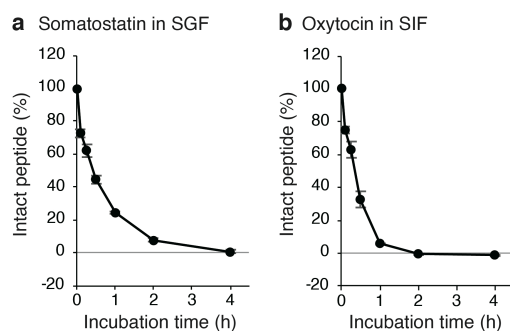 a Somatostatin in SGF
120
100
80
60
40
20
0
-20
Intact peptide (%)
0 1 2 3 4
Incubation time (h)
b Oxytocin in SIF
120
100
80
60
40
20
0
-20
Intact peptide (%)
0 1 2 3 4
Incubation time (h)